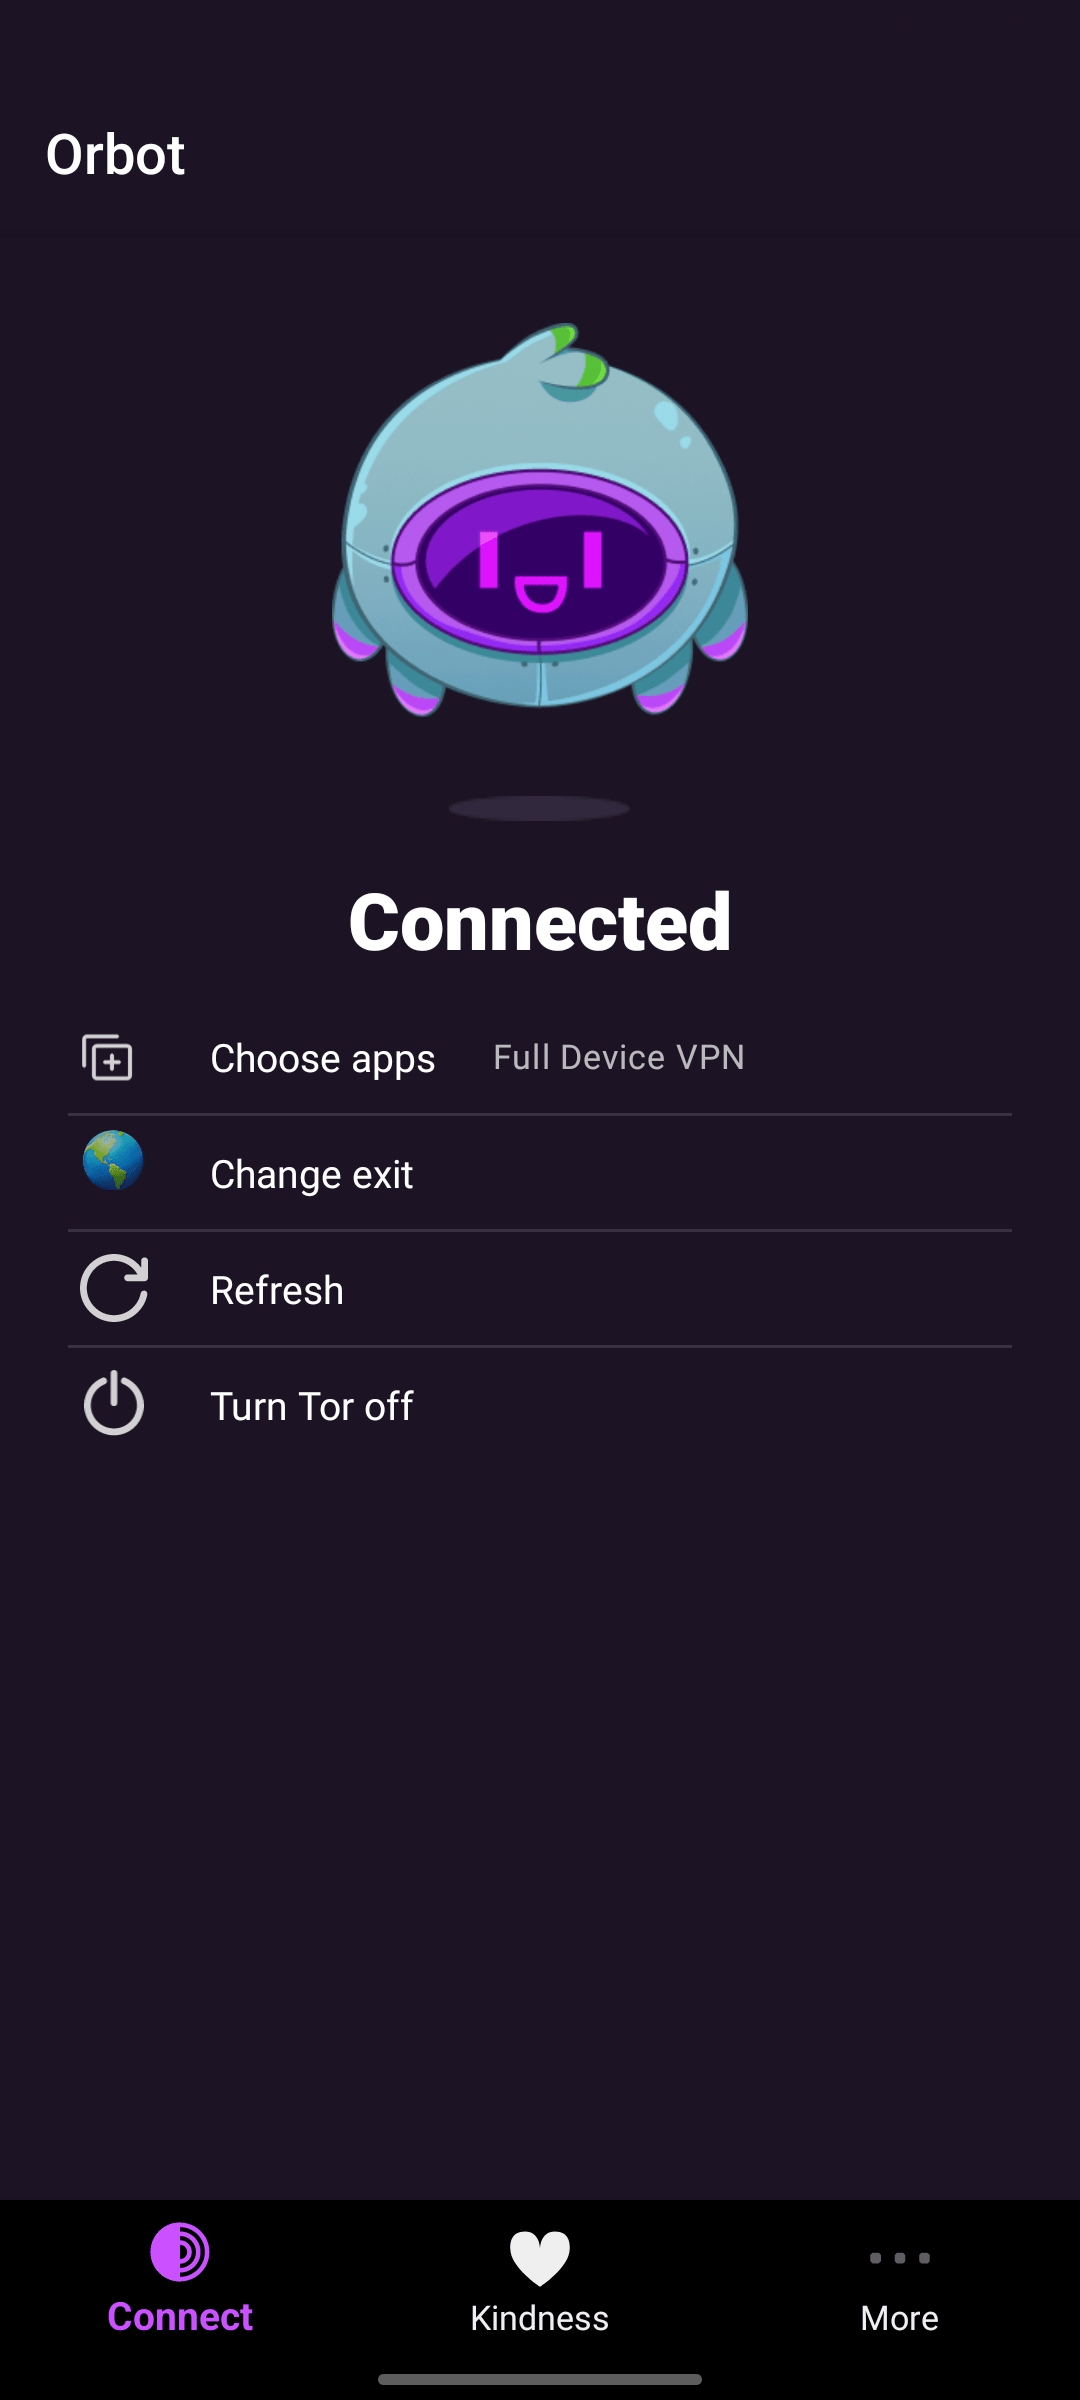 Orbot
Connected
Choose apps Full Device VPN
Change exit
Refresh
Turn Tor off
Connect Kindness More